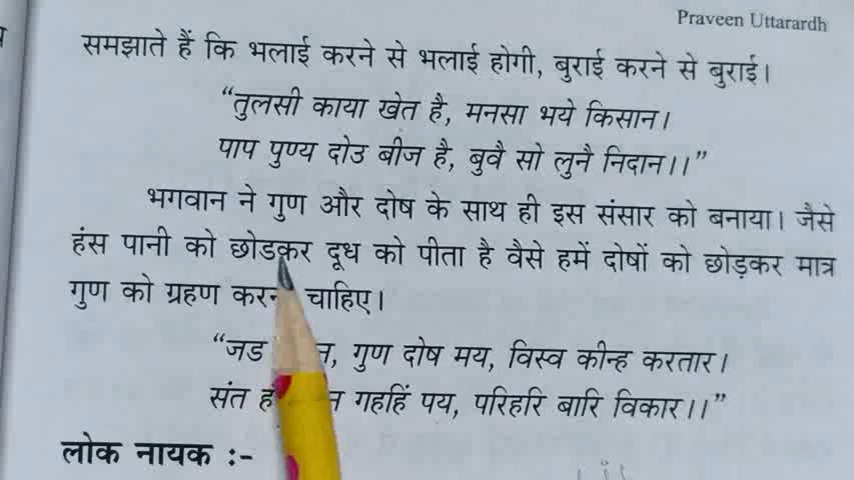 Praveen Uttarardh
समझाते हैं कि भलाई करने से भलाई होगी, बुराई करने से बुराई।
“तुलसी काया खेत है, मनसा भये किसान।
पाप पुण्य दोउ बीज है, बुवै सो लुनै निदान।।”
भगवान ने गुण और दोष के साथ ही इस संसार को बनाया। जैसे
हंस पानी को छोडकर दूध को पीता है वैसे हमें दोषों को छोड़कर मात्र
गुण को ग्रहण चाहिए।
“जड गुण दोष मय, विस्व कीन्ह करतार।
संत गहहिं पय, परिहरि बारि विकार।।”
लोक नायक :-